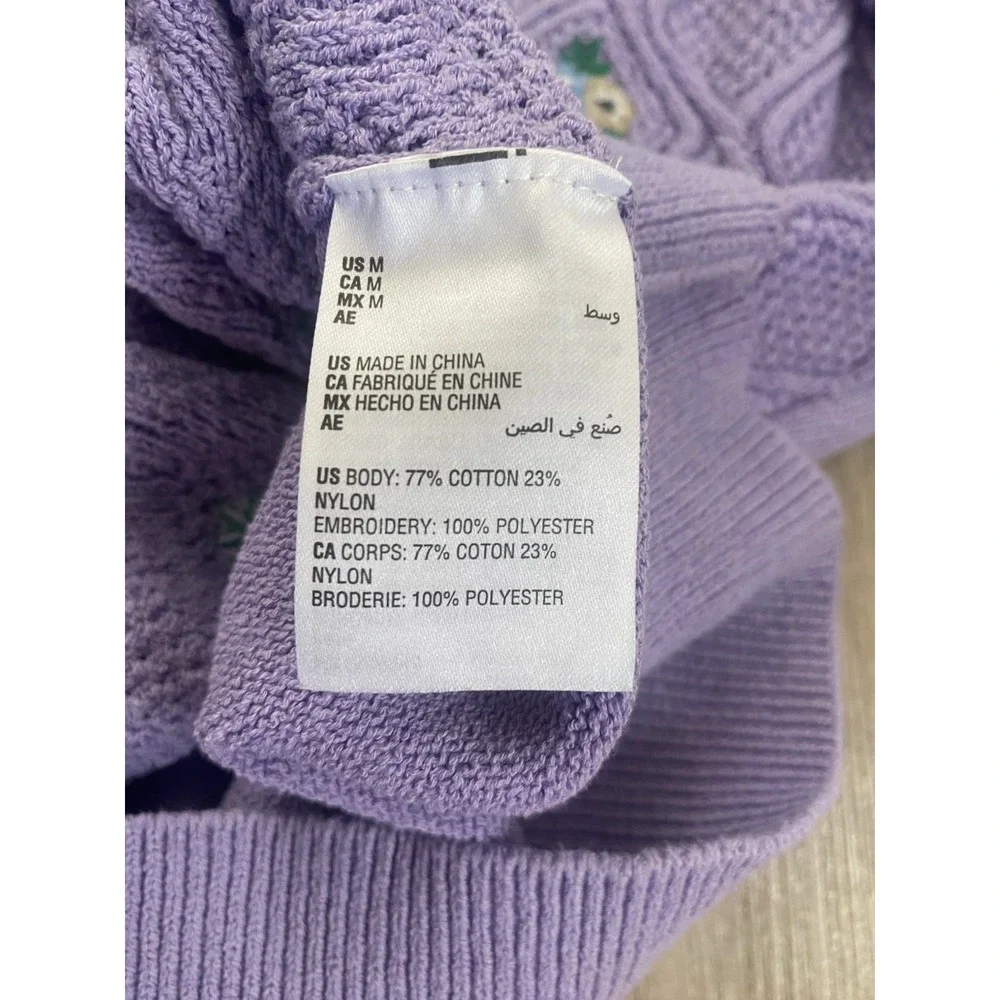 US M
CA M
MX M
AE وسط
US MADE IN CHINA
CA FABRIQUÉ EN CHINE
MX HECHO EN CHINA
AE صُنع في الصين
US BODY: 77% COTTON 23%
NYLON
EMBROIDERY: 100% POLYESTER
CA CORPS: 77% COTON 23%
NYLON
BRODERIE: 100% POLYESTER